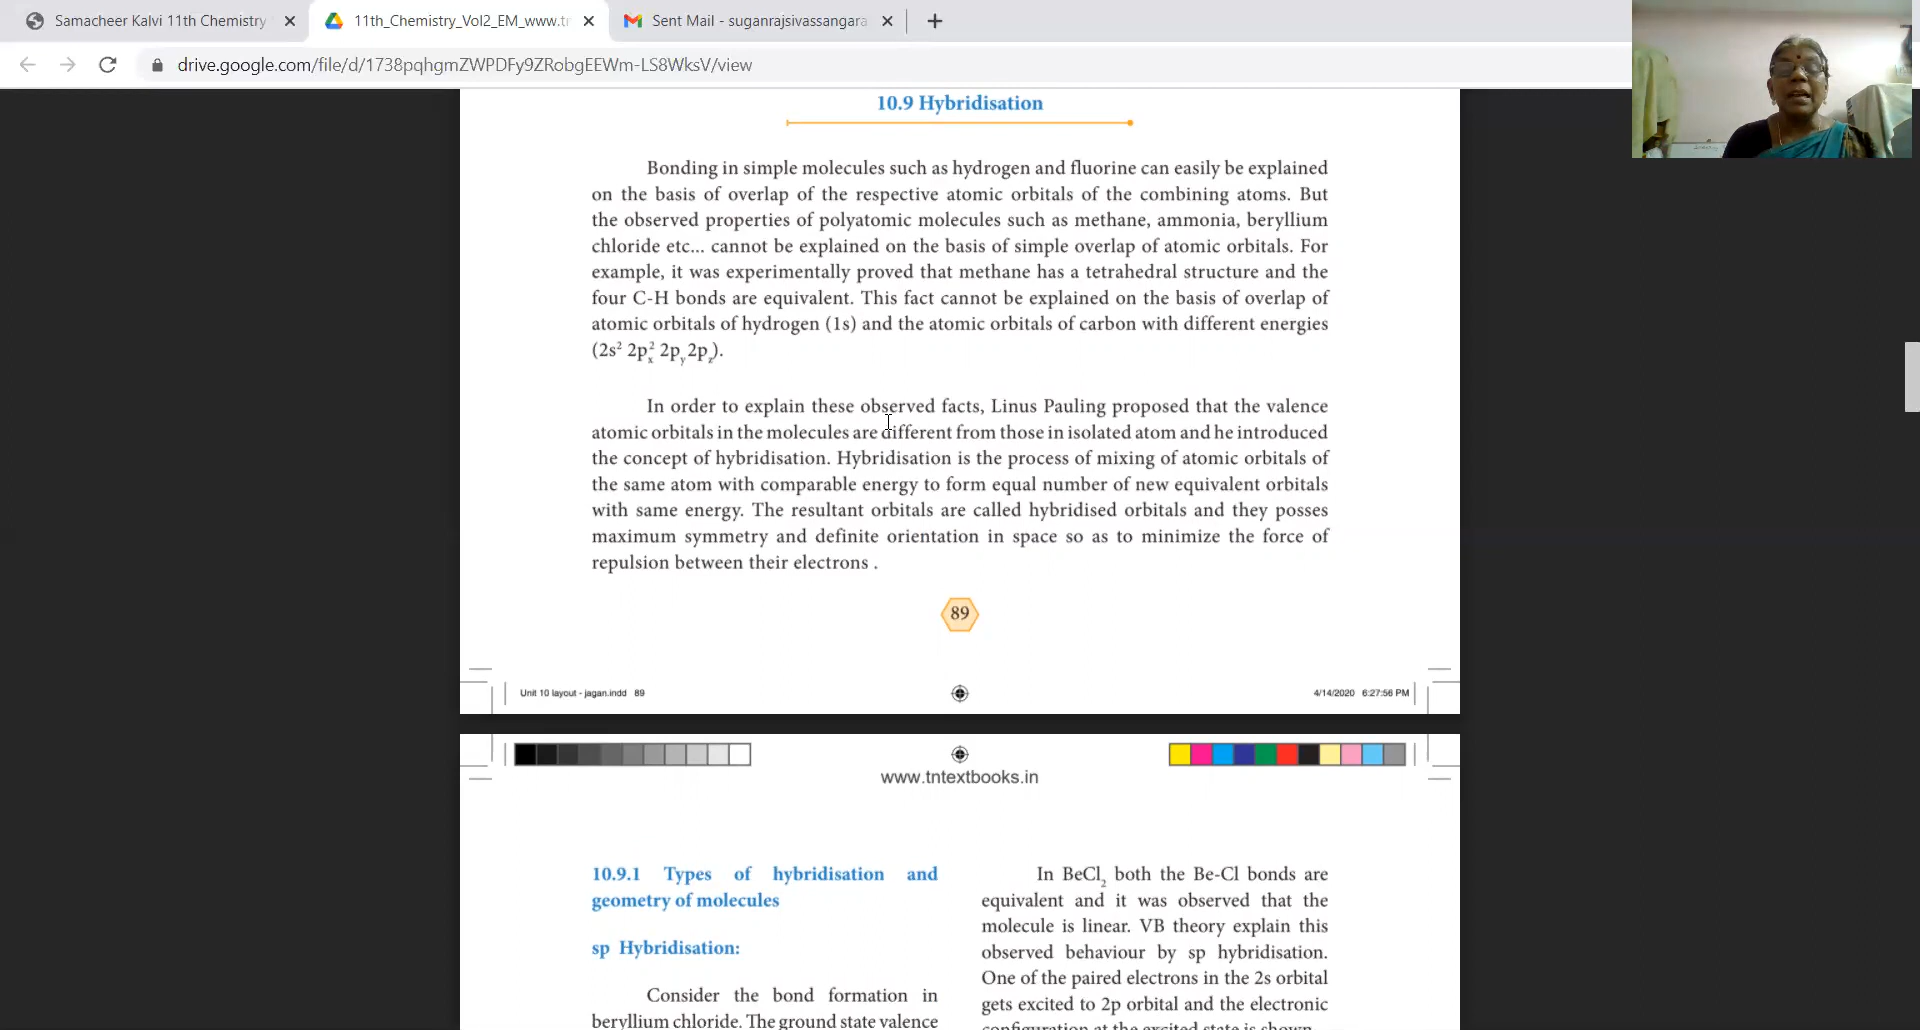 Samacheer Kalvi 11th Chemistry
11th_Chemistry_Vol2_EM_www.tr
Sent Mail - suganrajsivassangara
drive.google.com/file/d/1738pqhgmZWPDFy9ZRobgEEWm-LS8WksV/view
10.9 Hybridisation
Bonding in simple molecules such as hydrogen and fluorine can easily be explained
on the basis of overlap of the respective atomic orbitals of the combining atoms. But
the observed properties of polyatomic molecules such as methane, ammonia, beryllium
chloride etc... cannot be explained on the basis of simple overlap of atomic orbitals. For
example, it was experimentally proved that methane has a tetrahedral structure and the
four C-H bonds are equivalent. This fact cannot be explained on the basis of overlap of
atomic orbitals of hydrogen (1s) and the atomic orbitals of carbon with different energies
(2s² 2pₓ² 2pᵧ 2p_z).
In order to explain these observed facts, Linus Pauling proposed that the valence
atomic orbitals in the molecules are different from those in isolated atom and he introduced
the concept of hybridisation. Hybridisation is the process of mixing of atomic orbitals of
the same atom with comparable energy to form equal number of new equivalent orbitals
with same energy. The resultant orbitals are called hybridised orbitals and they posses
maximum symmetry and definite orientation in space so as to minimize the force of
repulsion between their electrons .
89
Unit 10 layout - jagan.indd 89
4/14/2020 6:27:56 PM
www.tntextbooks.in
10.9.1 Types of hybridisation and
geometry of molecules
sp Hybridisation:
Consider the bond formation in
beryllium chloride. The ground state valence
In BeCl₂ both the Be-Cl bonds are
equivalent and it was observed that the
molecule is linear. VB theory explain this
observed behaviour by sp hybridisation.
One of the paired electrons in the 2s orbital
gets excited to 2p orbital and the electronic
configuration at the excited state is shown